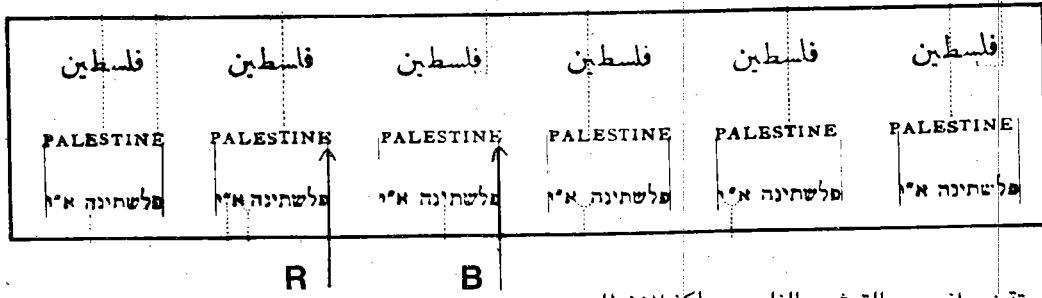 فلسطين فلسطين فلسطين فلسطين فلسطين فلسطين
PALESTINE PALESTINE PALESTINE PALESTINE PALESTINE PALESTINE
פלשתינה א״י פלשתינה א״י פלשתינה א״י פלשתינה א״י פלשתינה א״י פלשתינה א״י
R B